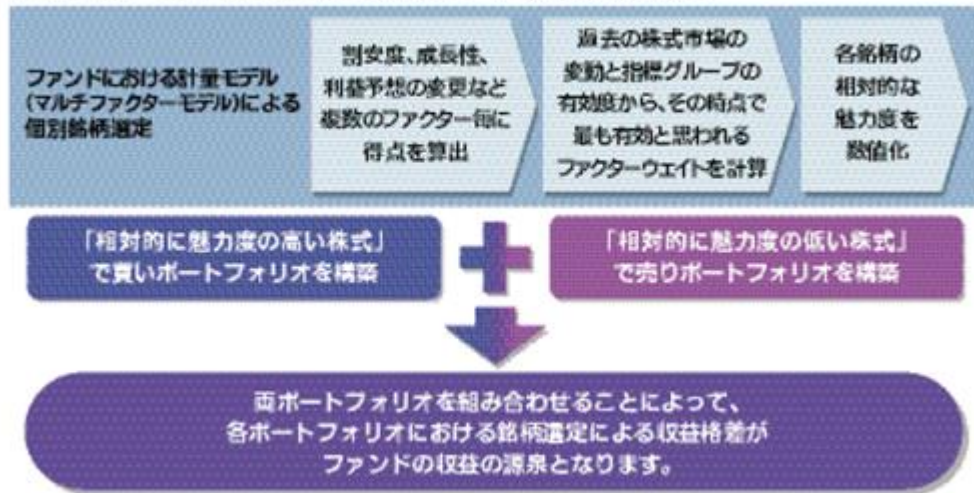 ファンドにおける計量モデル
(マルチファクターモデル)による
個別銘柄選定
割安度、成長性、
利益予想の変更など
複数のファクター毎に
得点を算出
過去の株式市場の
変動と指標グループの
有効度から、その時点で
最も有効と思われる
ファクターウェイトを計算
各銘柄の
相対的な
魅力度を
数値化
「相対的に魅力度の高い株式」
で買いポートフォリオを構築
「相対的に魅力度の低い株式」
で売りポートフォリオを構築
両ポートフォリオを組み合わせることによって、
各ポートフォリオにおける銘柄選定による収益格差が
ファンドの収益の源泉となります。